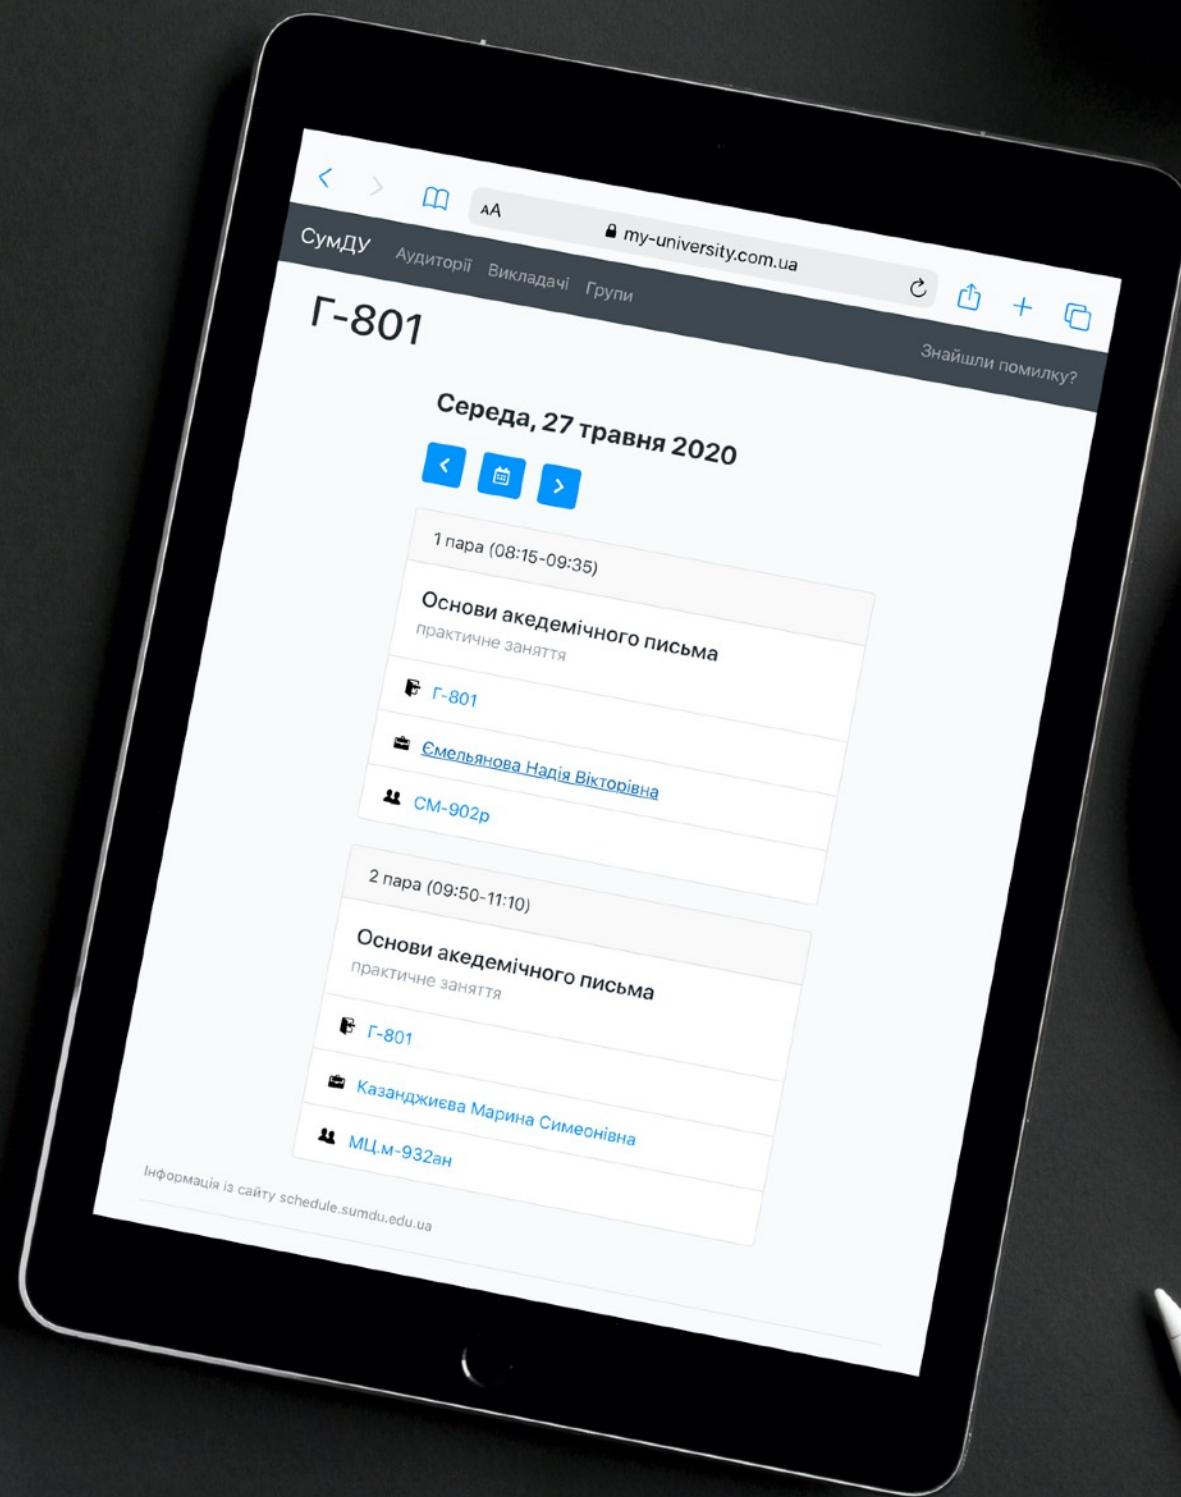 AA my-university.com.ua
СумДУ Аудиторії Викладачі Групи Знайшли помилку?
Г-801
Середа, 27 травня 2020
1 пара (08:15-09:35)
Основи акедемічного письма
практичне заняття
Г-801
Ємельянова Надія Вікторівна
СМ-902р
2 пара (09:50-11:10)
Основи акедемічного письма
практичне заняття
Г-801
Казанджиєва Марина Симеонівна
МЦ.м-932ан
Інформація із сайту schedule.sumdu.edu.ua